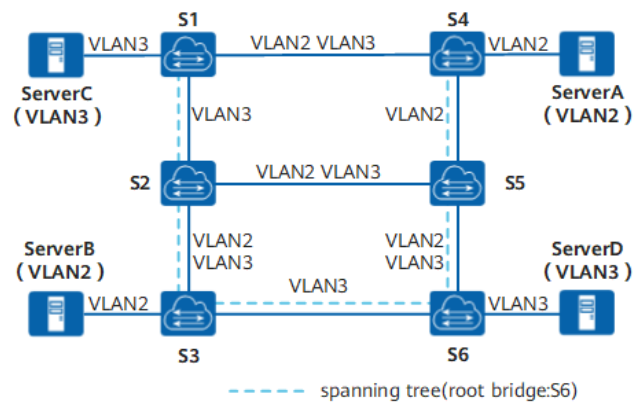 S1
S4
VLAN3
VLAN2 VLAN3
VLAN2
ServerC
( VLAN3 )
ServerA
( VLAN2 )
VLAN3
VLAN2
S2
VLAN2 VLAN3
S5
ServerB
( VLAN2 )
VLAN2
VLAN3
VLAN2
VLAN3
ServerD
( VLAN3 )
VLAN2
VLAN3
VLAN3
S3
S6
spanning tree(root bridge:S6)